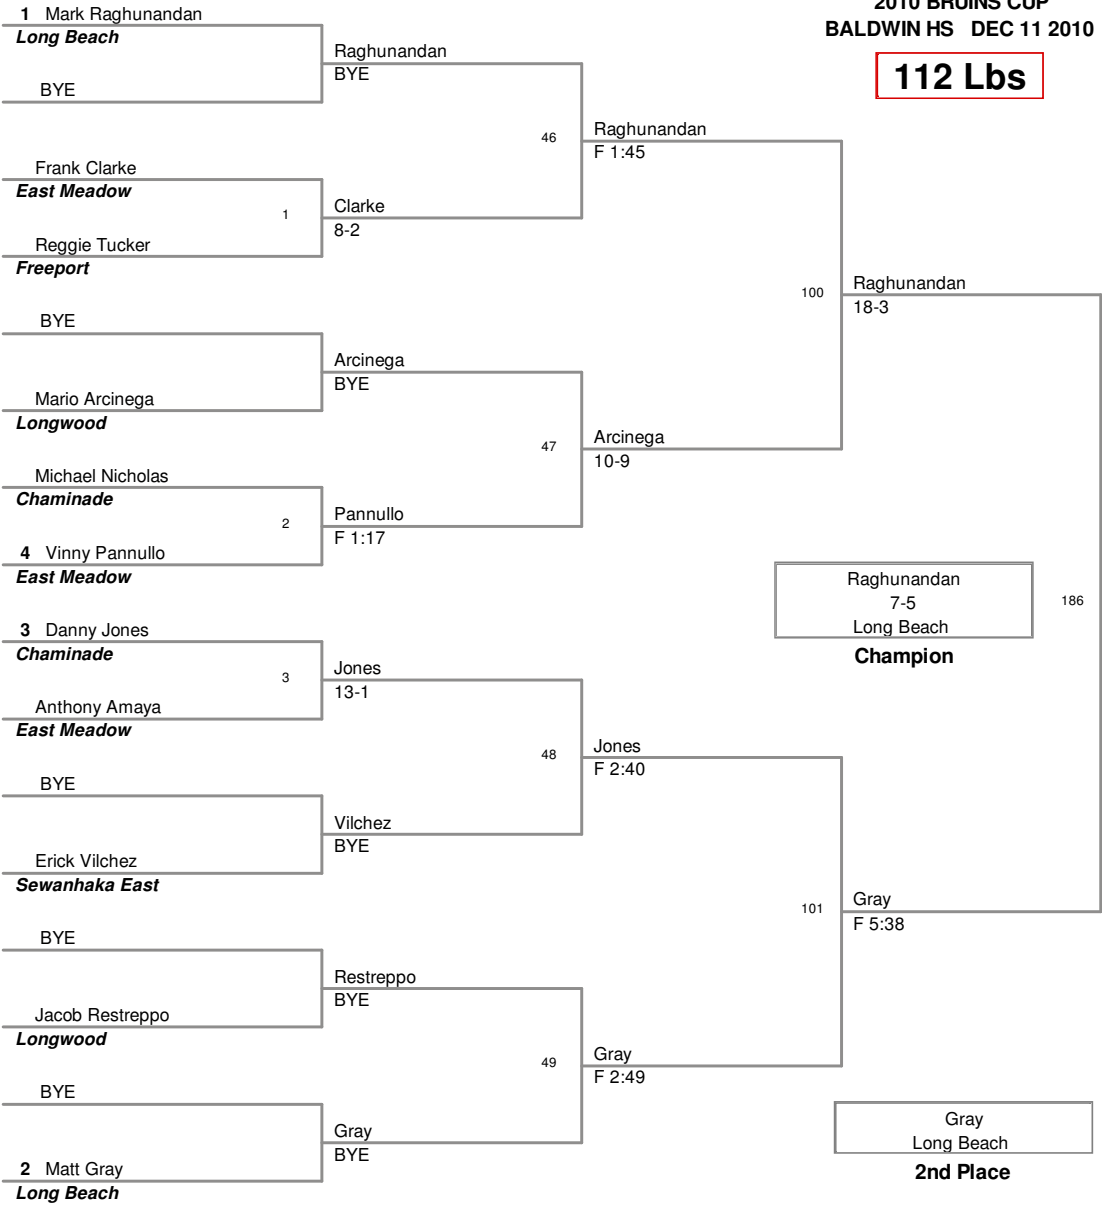 2010 BRUINS CUP
BALDWIN HS DEC 11 2010
112 Lbs
1 Mark Raghunandan
Long Beach
BYE
Raghunandan
BYE
Frank Clarke
East Meadow
1
Reggie Tucker
Freeport
Clarke
8-2
46
Raghunandan
F 1:45
BYE
Mario Arcinega
Longwood
Arcinega
BYE
Michael Nicholas
Chaminade
2
4 Vinny Pannullo
East Meadow
Pannullo
F 1:17
47
Arcinega
10-9
100
Raghunandan
18-3
3 Danny Jones
Chaminade
3
Anthony Amaya
East Meadow
Jones
13-1
BYE
Erick Vilchez
Sewanhaka East
Vilchez
BYE
48
Jones
F 2:40
BYE
Jacob Restreppo
Longwood
Restreppo
BYE
BYE
2 Matt Gray
Long Beach
Gray
BYE
49
Gray
F 2:49
101
Gray
F 5:38
186
Raghunandan
7-5
Long Beach
Champion
Gray
Long Beach
2nd Place